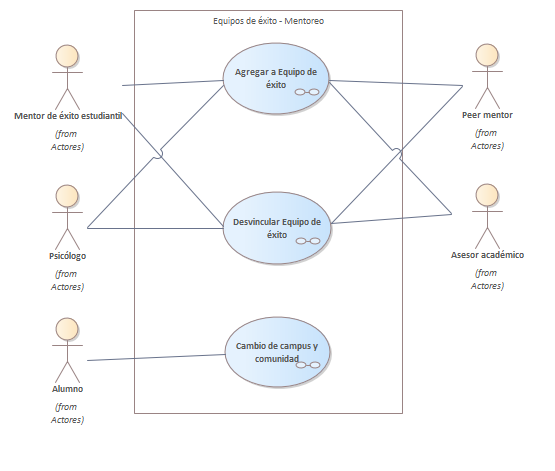 Equipos de éxito - Mentoreo
Agregar a Equipo de
éxito
Mentor de éxito estudiantil
(from
Actores)
Peer mentor
(from
Actores)
Desvincular Equipo de
éxito
Psicólogo
(from
Actores)
Asesor académico
(from
Actores)
Cambio de campus y
comunidad
Alumno
(from
Actores)